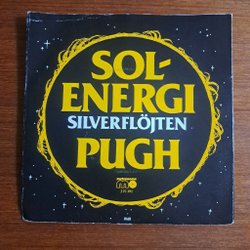 SOL-
ENERGI
SILVERFLÖJTEN
PUGH